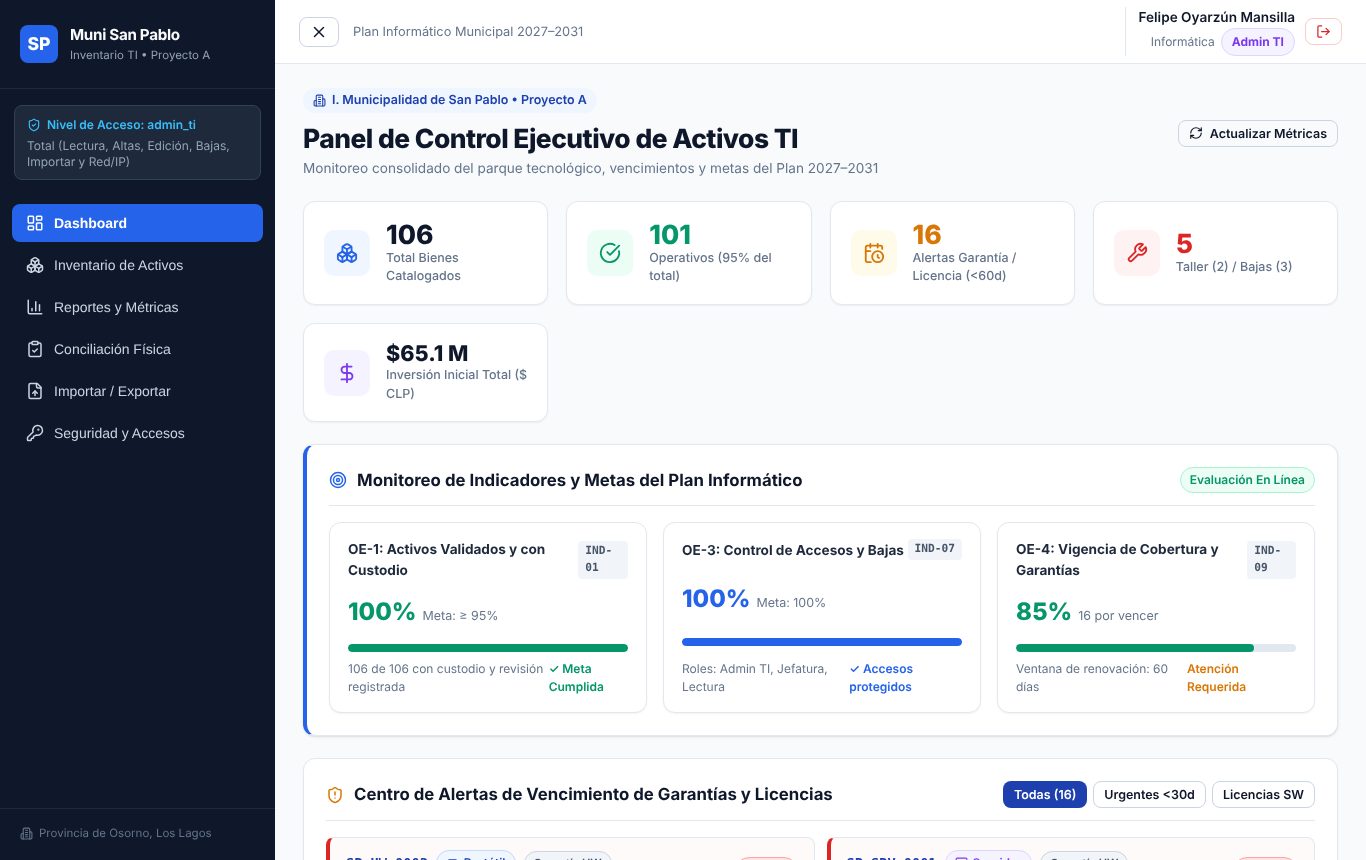 SP
Muni San Pablo
Inventario TI • Proyecto A
Nivel de Acceso: admin_ti
Total (Lectura, Altas, Edición, Bajas,
Importar y Red/IP)
Dashboard
Inventario de Activos
Reportes y Métricas
Conciliación Física
Importar / Exportar
Seguridad y Accesos
Provincia de Osorno, Los Lagos
Plan Informático Municipal 2027–2031
Felipe Oyarzún Mansilla
Informática
Admin TI
I. Municipalidad de San Pablo • Proyecto A
Panel de Control Ejecutivo de Activos TI
Monitoreo consolidado del parque tecnológico, vencimientos y metas del Plan 2027–2031
Actualizar Métricas
106
Total Bienes
Catalogados
101
Operativos (95% del
total)
16
Alertas Garantía /
Licencia (<60d)
5
Taller (2) / Bajas (3)
$65.1 M
Inversión Inicial Total ($
CLP)
Monitoreo de Indicadores y Metas del Plan Informático
Evaluación En Línea
OE-1: Activos Validados y con
Custodio
IND-
01
100% Meta: ≥ 95%
106 de 106 con custodio y revisión
registrada
✓ Meta
Cumplida
OE-3: Control de Accesos y Bajas
IND-07
100% Meta: 100%
Roles: Admin TI, Jefatura,
Lectura
✓ Accesos
protegidos
OE-4: Vigencia de Cobertura y
Garantías
IND-
09
85% 16 por vencer
Ventana de renovación: 60
días
Atención
Requerida
Centro de Alertas de Vencimiento de Garantías y Licencias
Todas (16)
Urgentes <30d
Licencias SW